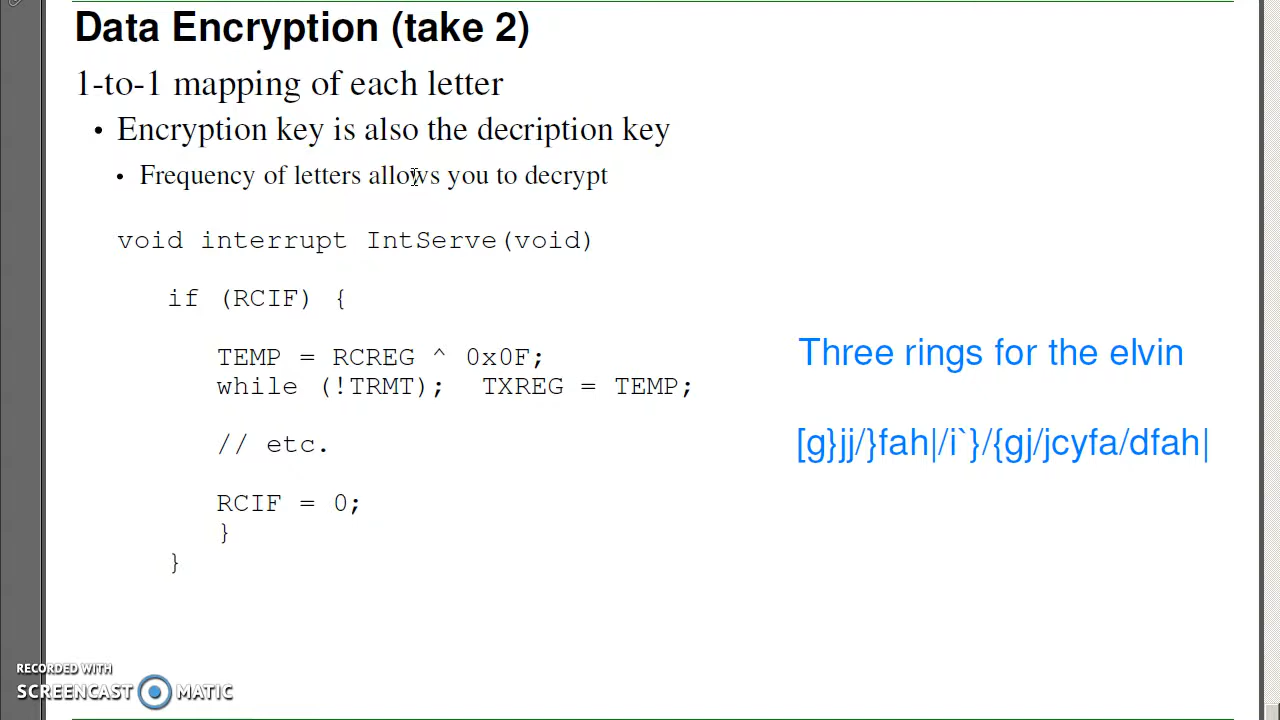 Data Encryption (take 2)
1-to-1 mapping of each letter
• Encryption key is also the decription key
• Frequency of letters allows you to decrypt
void interrupt IntServe(void)
if (RCIF) {
TEMP = RCREG ^ 0x0F;
while (!TRMT);  TXREG = TEMP;
// etc.
RCIF = 0;
}
}
Three rings for the elvin
[g}jj/}fah|/i`}/{gj/jcyfa/dfah|
RECORDED WITH
SCREENCAST MATIC